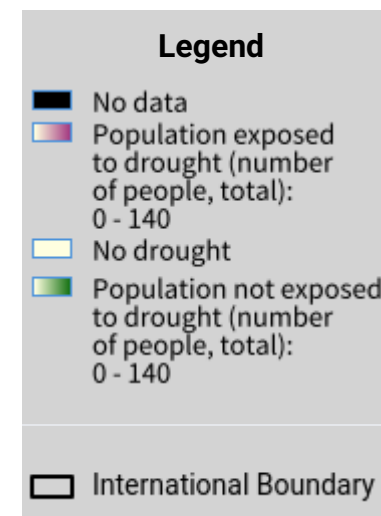 Legend
No data
Population exposed
to drought (number
of people, total):
0 - 140
No drought
Population not exposed
to drought (number
of people, total):
0 - 140
International Boundary